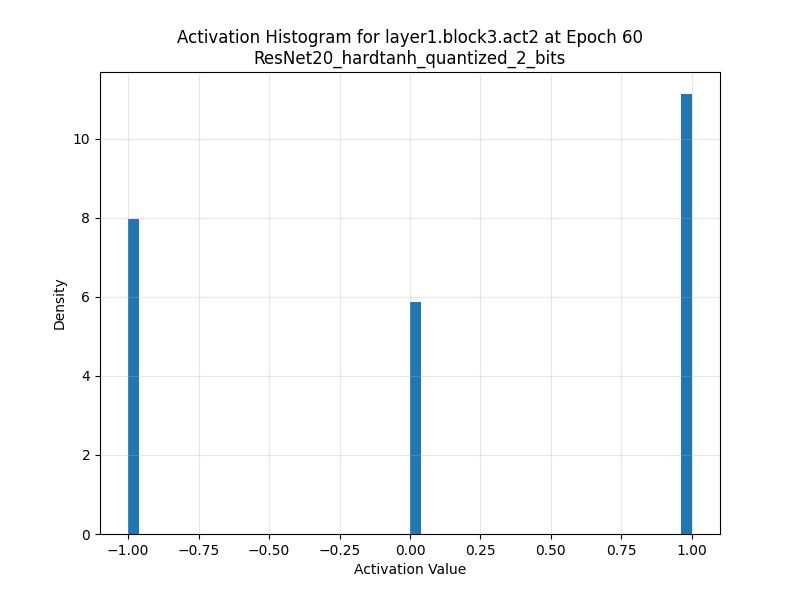 Activation Histogram for layer1.block3.act2 at Epoch 60
ResNet20_hardtanh_quantized_2_bits
Density
10
8
6
4
2
0
−1.00 −0.75 −0.50 −0.25 0.00 0.25 0.50 0.75 1.00
Activation Value